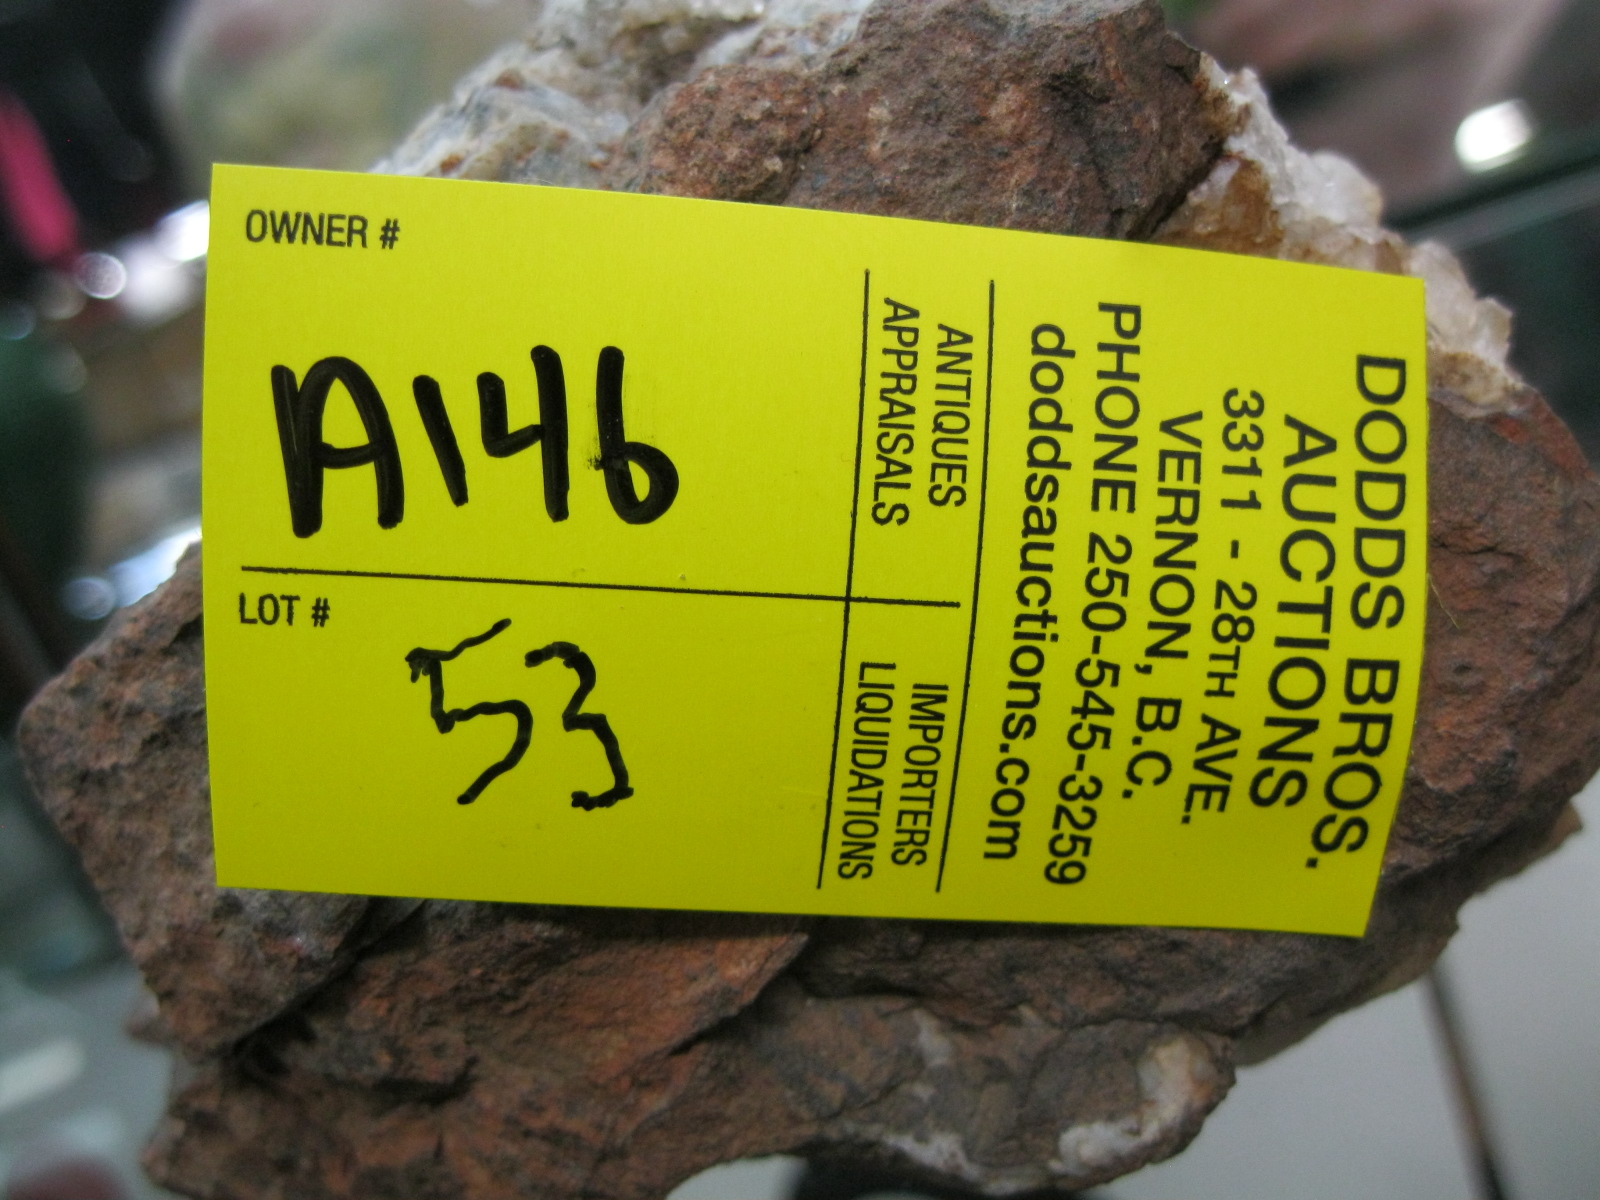 DODDS BROS.
AUCTIONS
3311 - 28TH AVE.
VERNON, B.C.
PHONE 250-545-3259
doddsauctions.com
ANTIQUES
APPRAISALS
IMPORTERS
LIQUIDATIONS
OWNER #
A146
LOT #
53